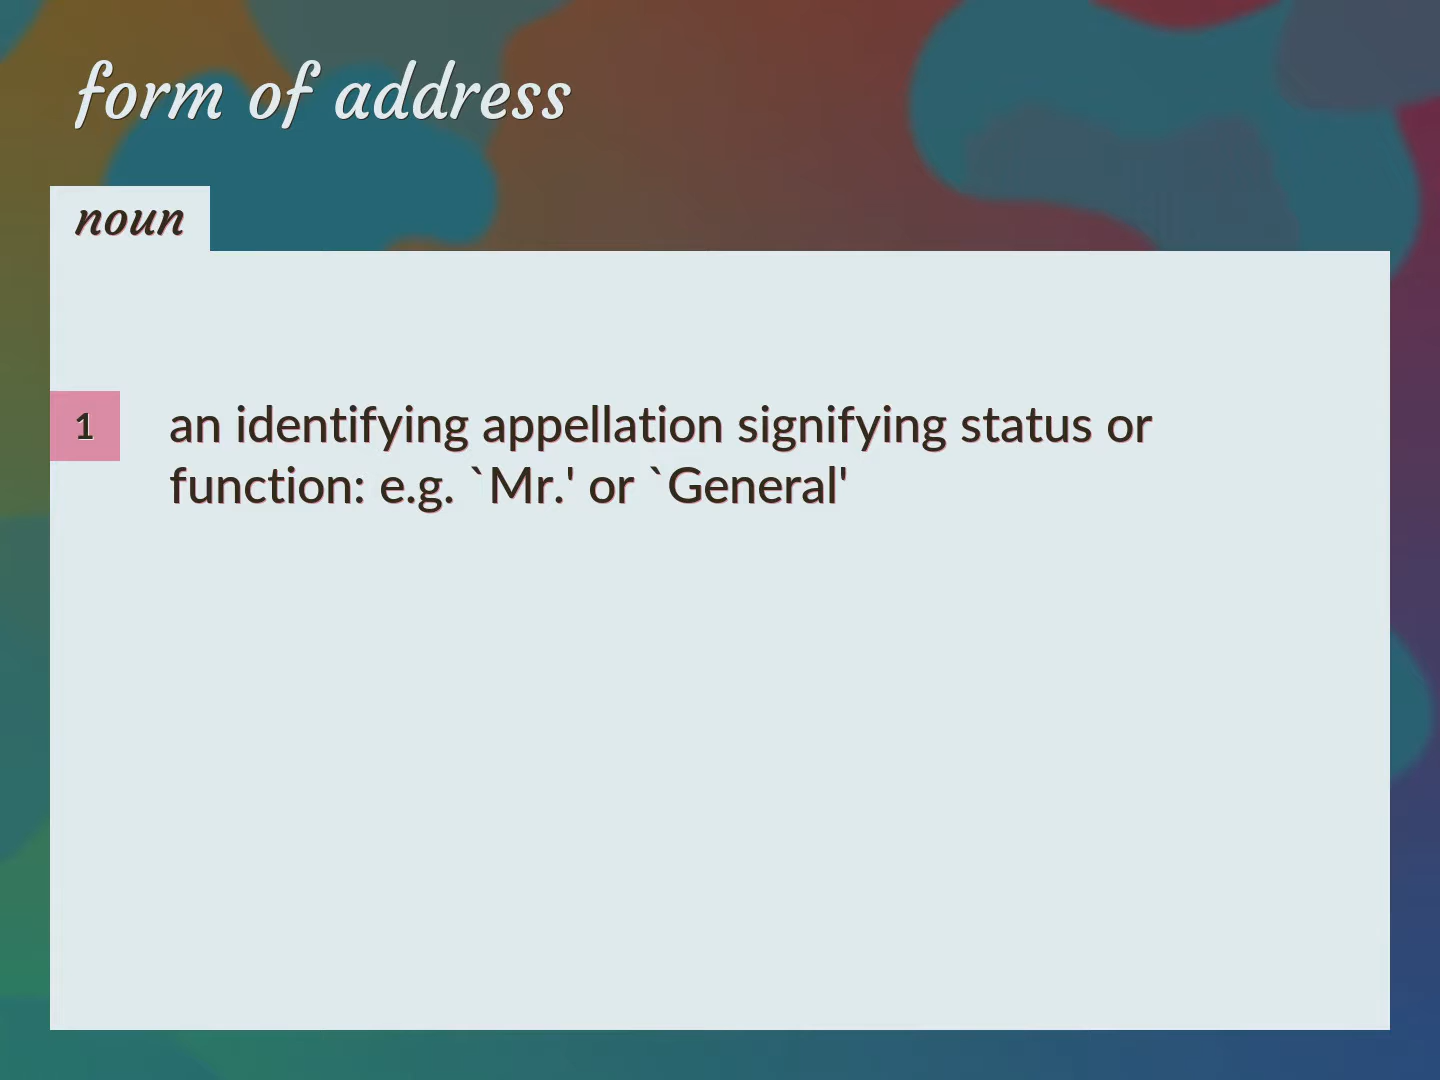 form of address
noun
1
an identifying appellation signifying status or
function: e.g. `Mr.' or `General'